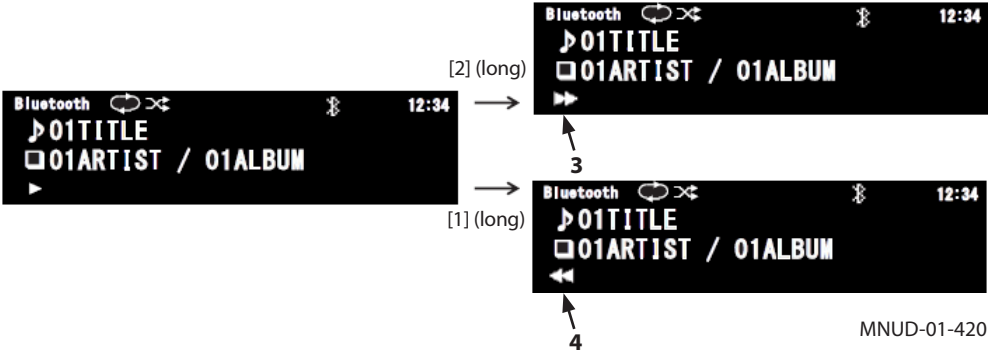 Bluetooth 12:34
01TITLE
01ARTIST / 01ALBUM
[2] (long)
Bluetooth 12:34
01TITLE
01ARTIST / 01ALBUM
3
[1] (long)
Bluetooth 12:34
01TITLE
01ARTIST / 01ALBUM
4
MNUD-01-420